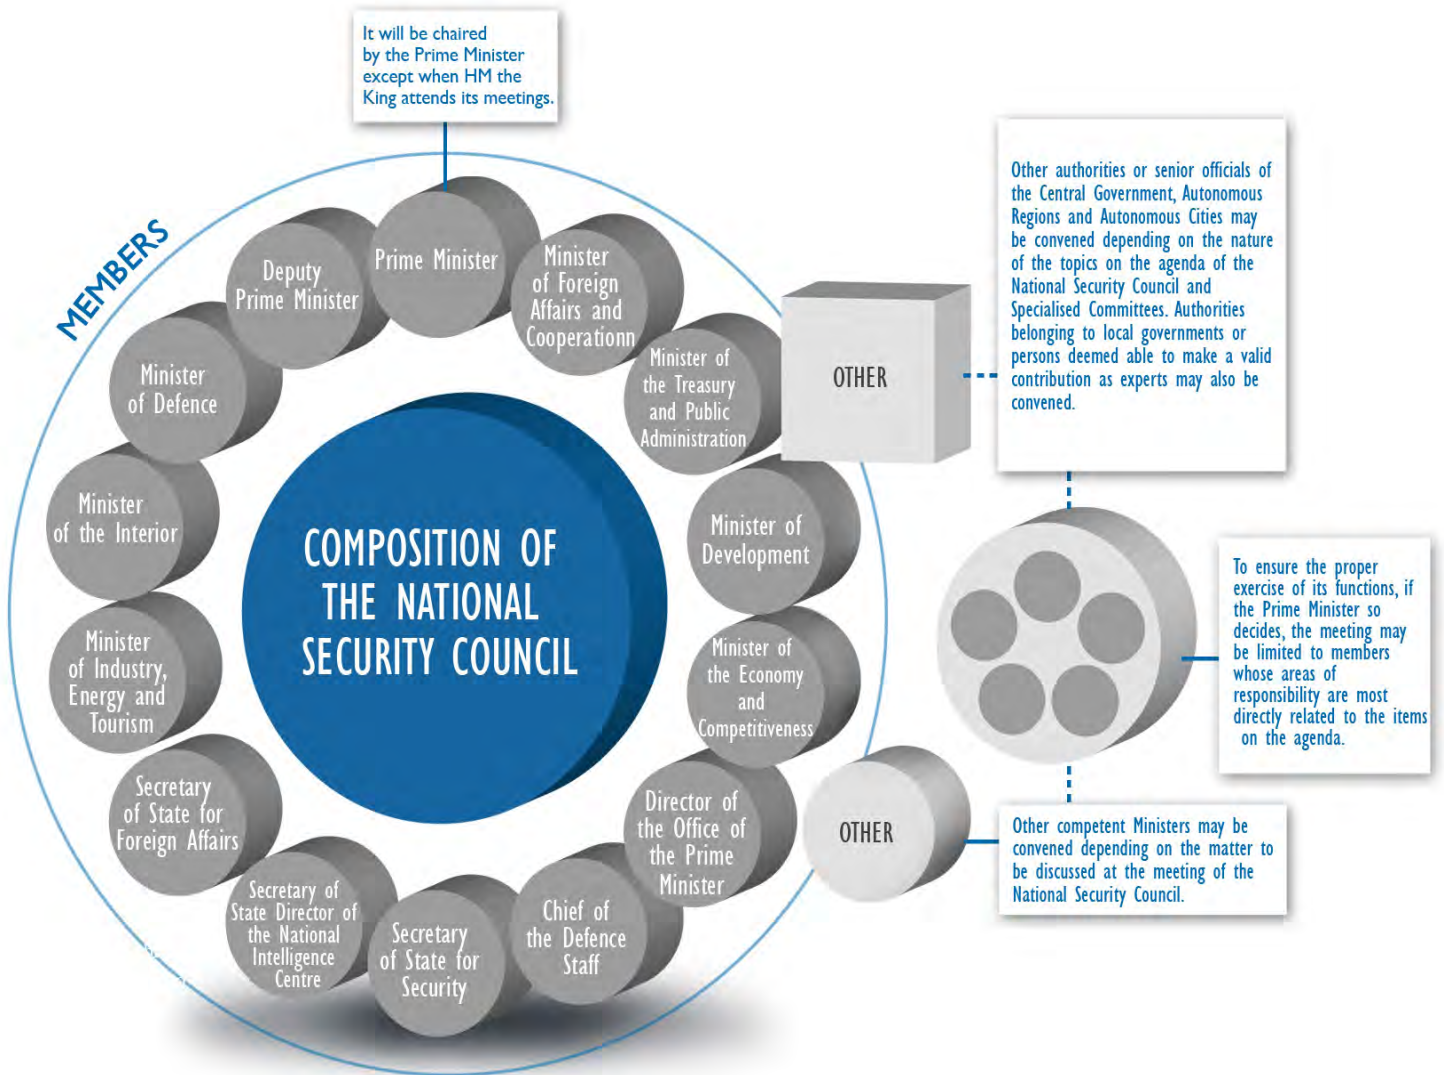 It will be chaired
by the Prime Minister
except when HM the
King attends its meetings.
MEMBERS
Prime Minister
Minister
of Foreign
Affairs and
Cooperationn
Minister of
the Treasury
and Public
Administration
Minister of
Development
Minister of
the Economy
and
Competitiveness
Director of
the Office of
the Prime
Minister
Chief of
the Defence
Staff
Secretary
of State for
Security
Secretary of
State Director of
the National
Intelligence
Centre
Secretary
of State for
Foreign Affairs
Minister
of Industry,
Energy and
Tourism
Minister
of the Interior
Minister
of Defence
Deputy
Prime Minister
COMPOSITION OF
THE NATIONAL
SECURITY COUNCIL
OTHER
Other authorities or senior officials of
the Central Government, Autonomous
Regions and Autonomous Cities may
be convened depending on the nature
of the topics on the agenda of the
National Security Council and
Specialised Committees. Authorities
belonging to local governments or
persons deemed able to make a valid
contribution as experts may also be
convened.
To ensure the proper
exercise of its functions, if
the Prime Minister so
decides, the meeting may
be limited to members
whose areas of
responsibility are most
directly related to the items
on the agenda.
OTHER
Other competent Ministers may be
convened depending on the matter to
be discussed at the meeting of the
National Security Council.